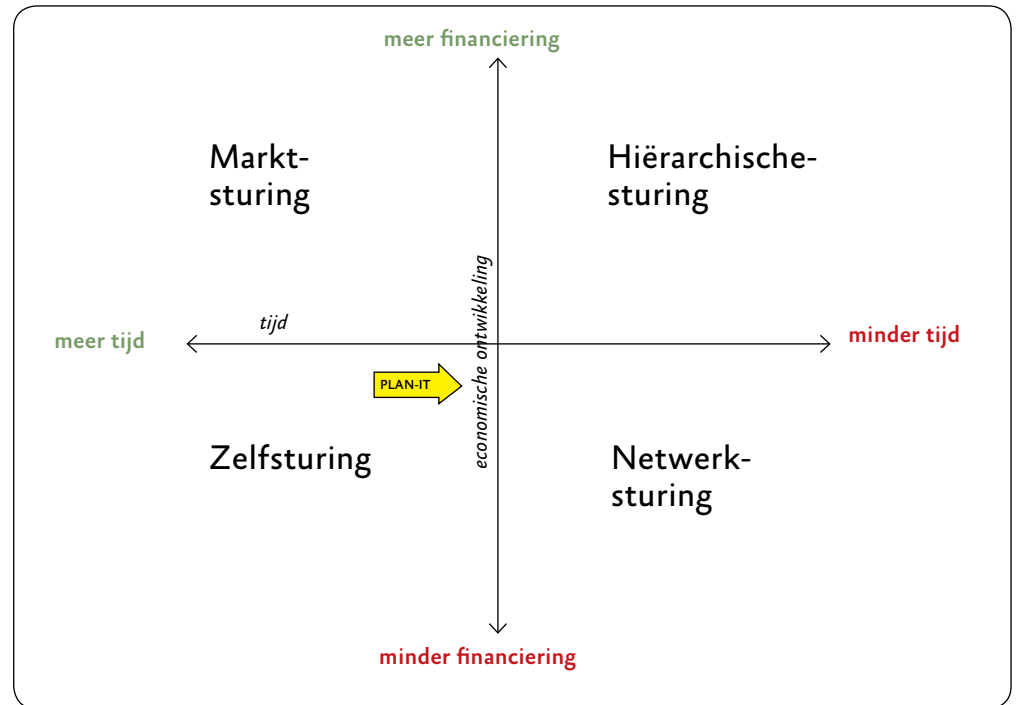 meer financiering
Markt-
sturing
Hiërarchische-
sturing
economische ontwikkeling
tijd
meer tijd
minder tijd
PLAN-IT
Zelfsturing
Netwerk-
sturing
minder financiering